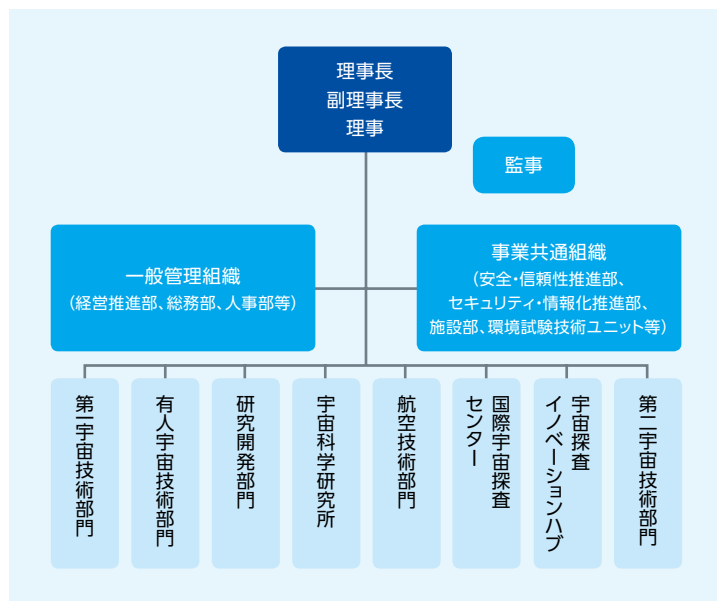 理事長
副理事長
理事
監事
一般管理組織
(経営推進部、総務部、人事部等)
事業共通組織
(安全・信頼性推進部、
セキュリティ・情報化推進部、
施設部、環境試験技術ユニット等)
第一宇宙技術部門
有人宇宙技術部門
研究開発部門
宇宙科学研究所
航空技術部門
国際宇宙探査
センター
宇宙探査
イノベーションハブ
第二宇宙技術部門